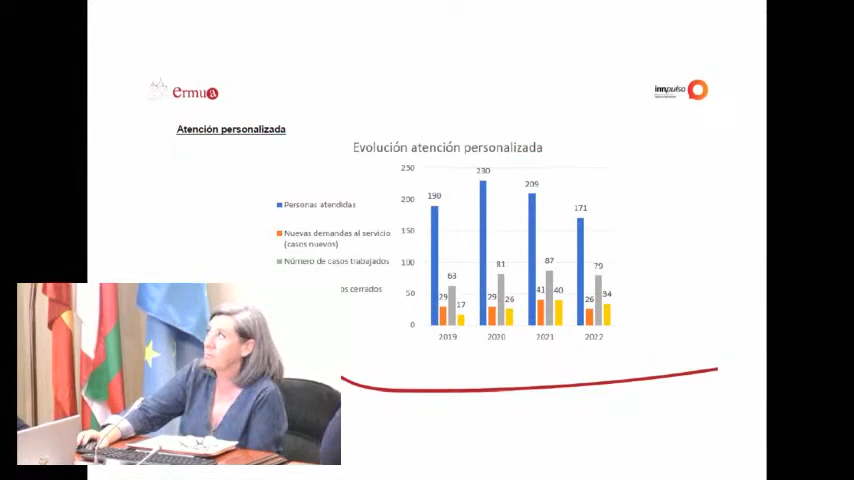 ermua
innpulso
Atención personalizada
Evolución atención personalizada
250
200
150
100
50
0
190
29
63
17
230
29
81
26
209
41
87
40
171
26
79
34
2019
2020
2021
2022
Personas atendidas
Nuevas demandas al servicio
(casos nuevos)
Número de casos trabajados
os cerrados